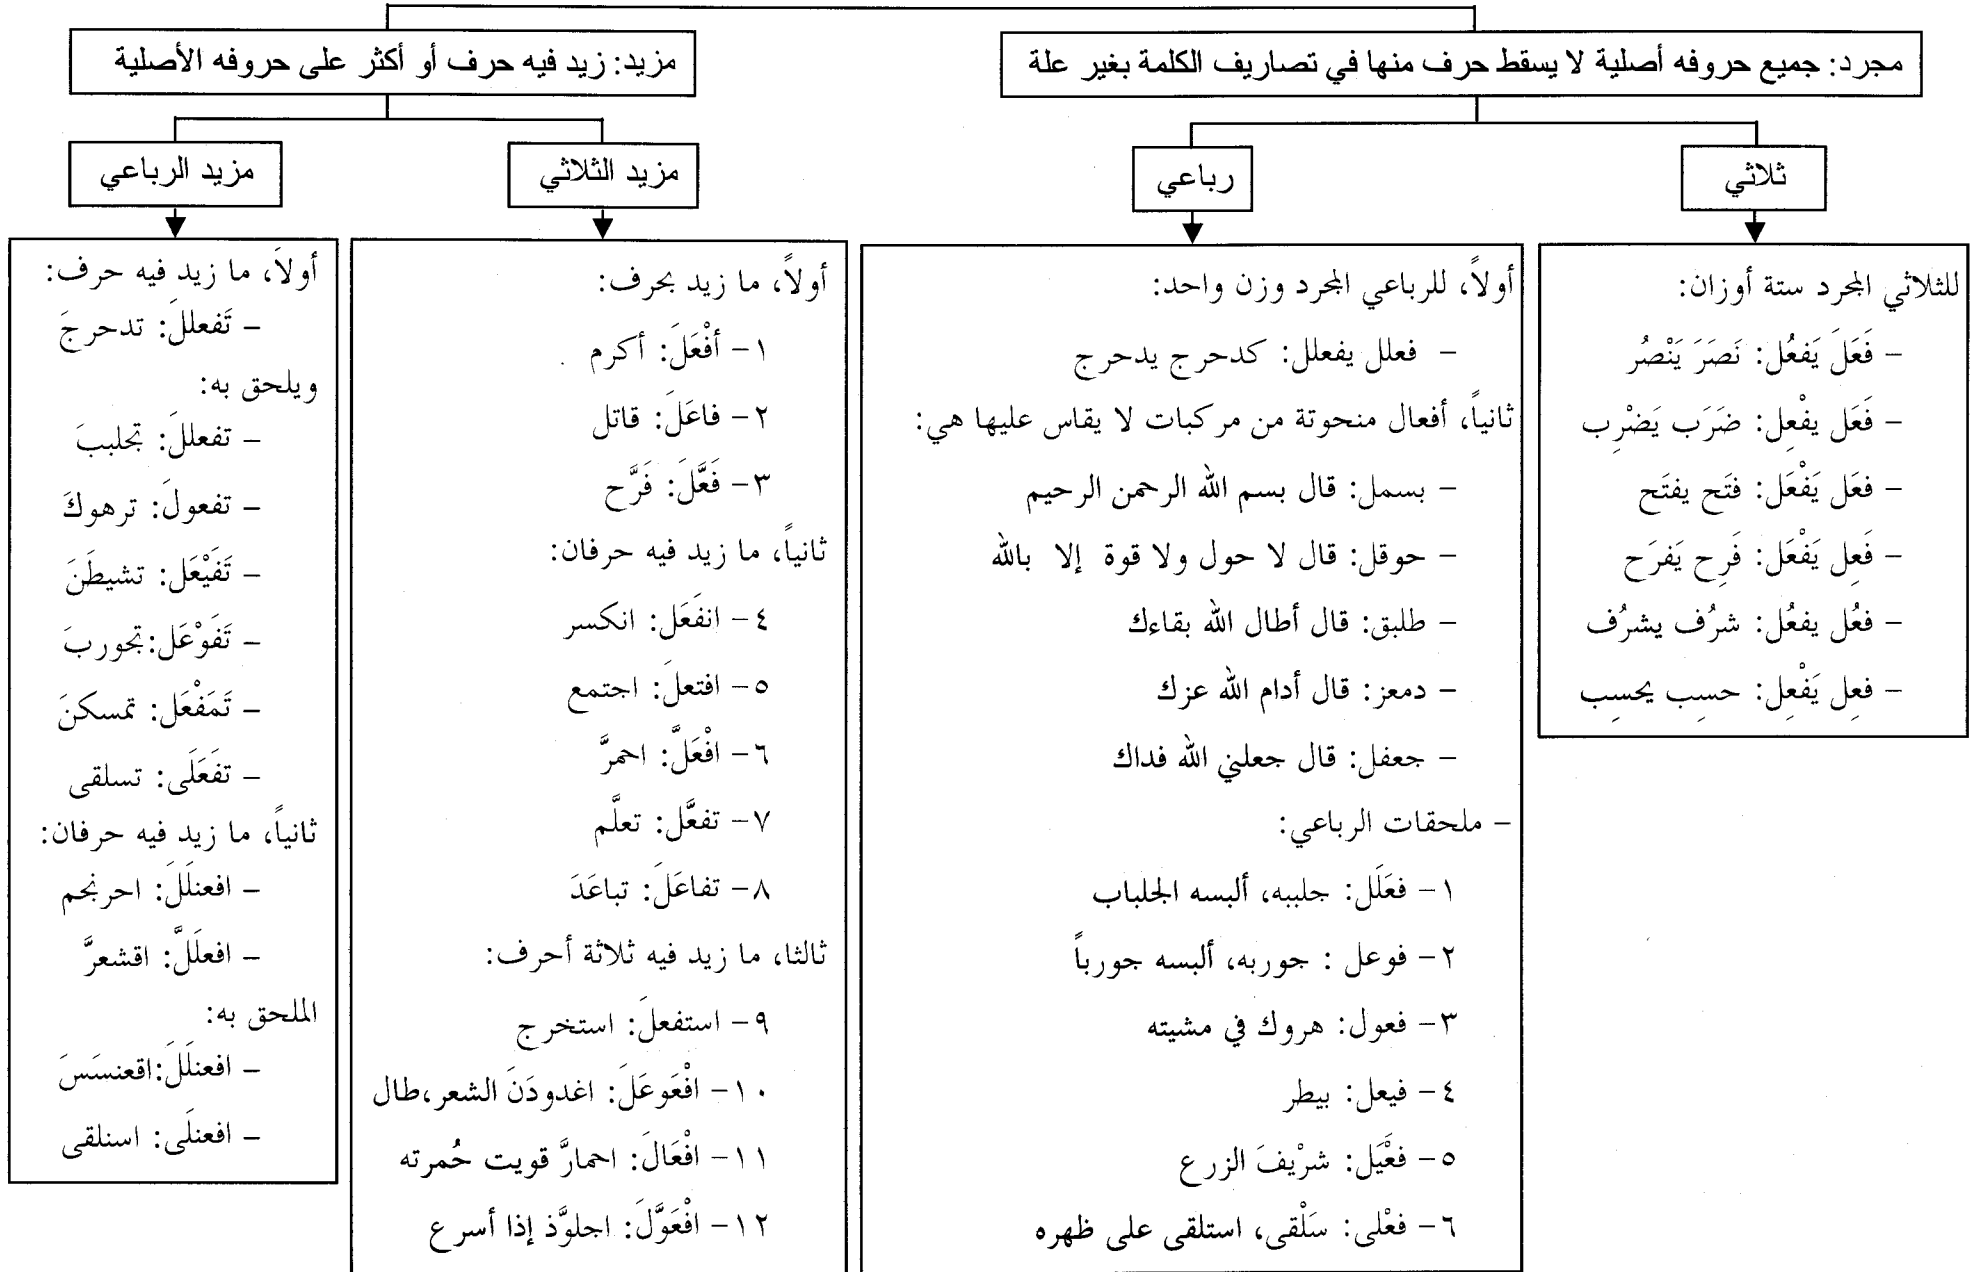 مجرد: جميع حروفه أصلية لا يسقط حرف منها في تصاريف الكلمة بغير علة
مزيد: زيد فيه حرف أو أكثر على حروفه الأصلية
ثلاثي
رباعي
مزيد الثلاثي
مزيد الرباعي
للثلاثي المجرد ستة أوزان:
– فَعَلَ يَفعُل: نَصَرَ يَنْصُر
– فَعَل يفْعِل: ضَرَب يَضْرِب
– فعَل يَفْعَل: فتَح يفتَح
– فَعِل يَفْعَل: فَرِح يَفرَح
– فعُل يفعُل: شرُف يشرُف
– فعِل يَفْعِل: حسِب يحسِب
أولاً، للرباعي المجرد وزن واحد:
– فعلل يفعلل: كدحرج يدحرج
ثانياً، أفعال منحوتة من مركبات لا يقاس عليها هي:
– بسمل: قال بسم الله الرحمن الرحيم
– حوقل: قال لا حول ولا قوة إلا بالله
– طلبق: قال أطال الله بقاءك
– دمعز: قال أدام الله عزك
– جعفل: قال جعلني الله فداك
– ملحقات الرباعي:
١– فعَلَل: جلببه، ألبسه الجلباب
٢– فوعل : جوربه، ألبسه جورباً
٣– فعول: هروك في مشيته
٤– فيعل: بيطر
٥– فعْيَل: شرْيفَ الزرع
٦– فعْلى: سَلْقى، استلقى على ظهره
أولاً، ما زيد بحرف:
١– أفْعَلَ: أكرم
٢– فاعَلَ: قاتل
٣– فَعَّلَ: فَرَّح
ثانياً، ما زيد فيه حرفان:
٤– انفَعَل: انكسر
٥– افتعلَ: اجتمع
٦– افْعَلَّ: احمرَّ
٧– تفعَّل: تعلَّم
٨– تفاعَلَ: تباعَدَ
ثالثا، ما زيد فيه ثلاثة أحرف:
٩– استفعلَ: استخرج
١٠– افْعَوعَلَ: اغدودَنَ الشعر،طال
١١– افْعَالَ: احمارَّ قويت حُمرته
١٢– افْعَوَّلَ: اجلوَّذ إذا أسرع
أولاً، ما زيد فيه حرف:
– تَفعللَ: تدحرجَ
ويلحق به:
– تفعللَ: تجلببَ
– تفعولَ: ترهوكَ
– تَفَيْعَل: تشيطَنَ
– تَفَوْعَل:تجوربَ
– تَمَفْعَل: تمسكنَ
– تفَعَلَى: تسلقى
ثانياً، ما زيد فيه حرفان:
– افعنلَلَ: احرنجم
– افعلَلَّ: اقشعرَّ
الملحق به:
– افعنلَلَ:اقعنسَسَ
– افعنلَى: اسنلقى